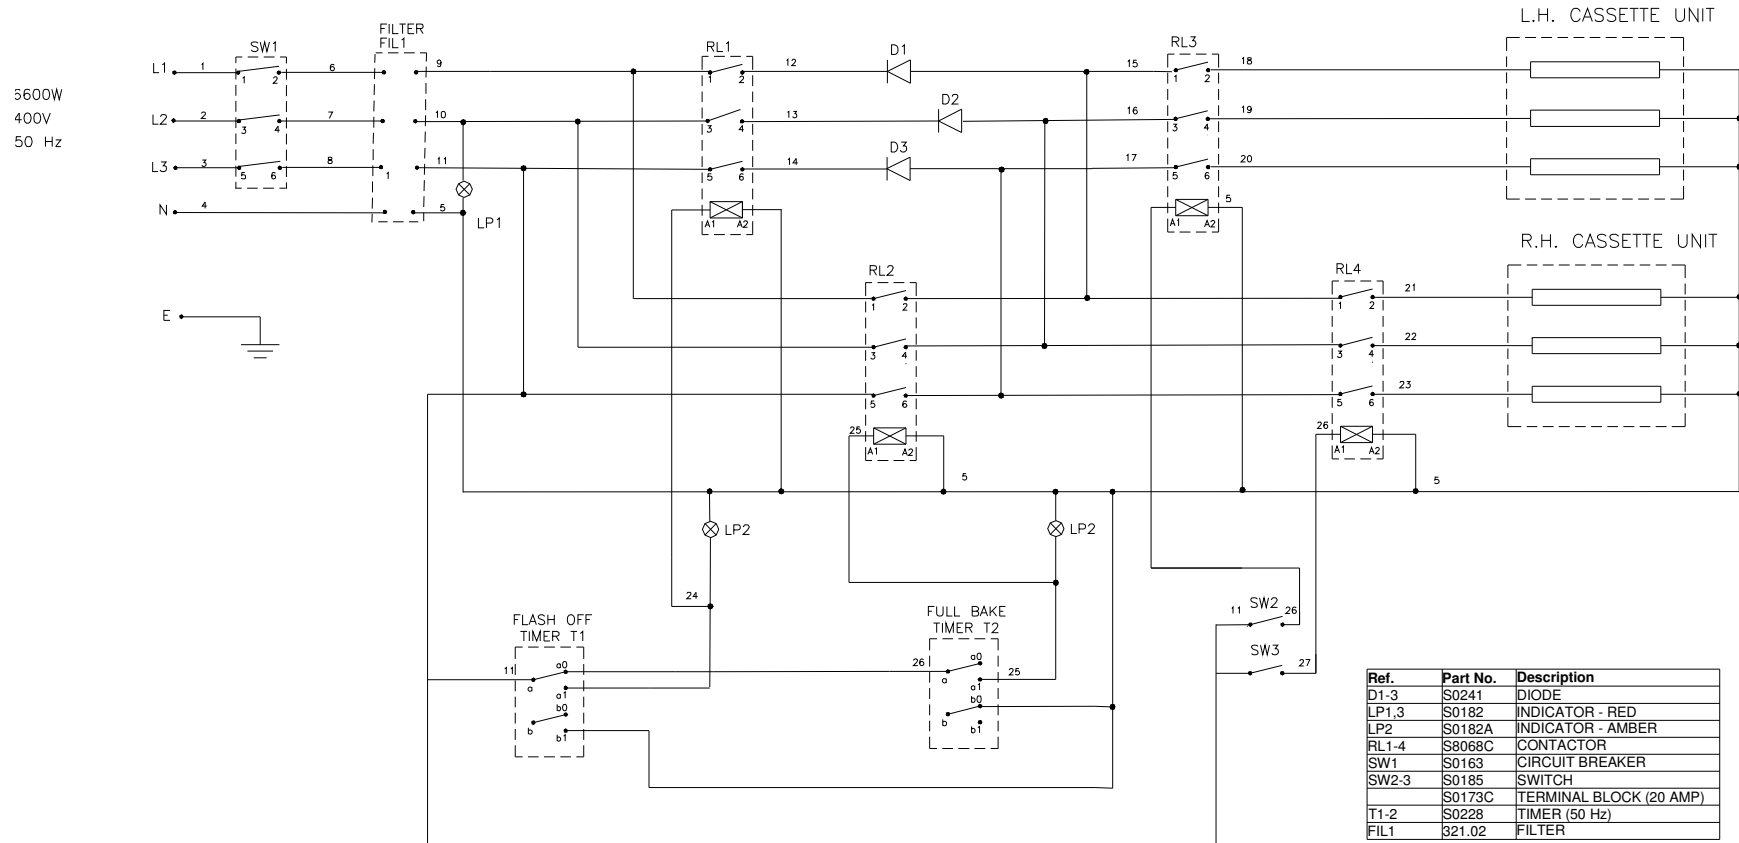 L.H. CASSETTE UNIT
FILTER
FIL1
SW1
RL1
D1
RL3
L1 1 1 2 6 9 1 2 12 15 1 2 18
6600W
400V
50 Hz
D2
L2 2 3 4 7 10 3 4 13 16 3 4 19
D3
L3 3 5 6 8 1 11 5 6 14 17 5 6 20
N 4 5 LP1
A1 A2
5
A1 A2
R.H. CASSETTE UNIT
E
RL2
RL4
1 2 1 2 21
3 4 3 4 22
5 6 5 6 23
25 A1 A2
26 A1 A2
5
5
LP2
LP2
24
FLASH OFF
TIMER T1
FULL BAKE
TIMER T2
11 SW2 26
SW3 27
11 a a0 a1
b b0 b1
26 a a0 a1 25
b b0 b1
Ref. Part No. Description
D1-3 S0241 DIODE
LP1,3 S0182 INDICATOR - RED
LP2 S0182A INDICATOR - AMBER
RL1-4 S8068C CONTACTOR
SW1 S0163 CIRCUIT BREAKER
SW2-3 S0185 SWITCH
S0173C TERMINAL BLOCK (20 AMP)
T1-2 S0228 TIMER (50 Hz)
FIL1 321.02 FILTER